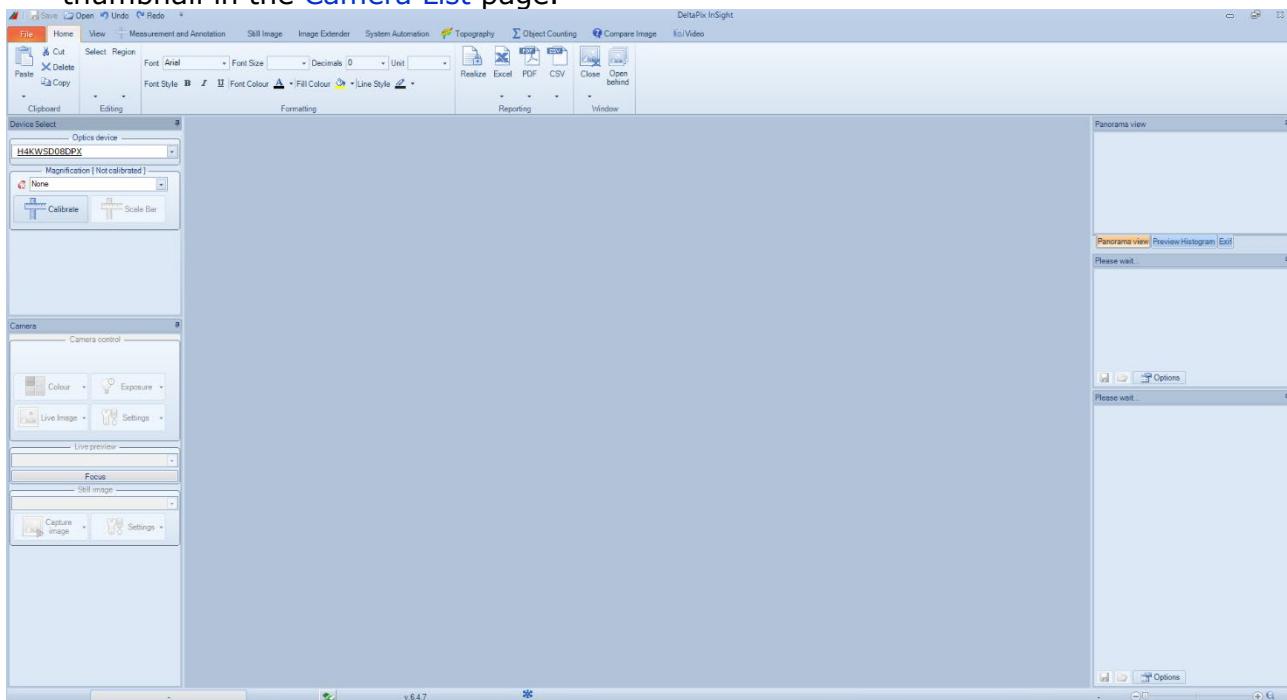 thumbnail in the Camera List page.
Save Open Undo Redo
DeltaPix InSight
File Home View Measurement and Annotation Still Image Image Extender System Automation Topography Object Counting Compare Image Video
Paste Cut Delete Copy
Select Region
Font Arial Font Size Decimals 0 Unit
Font Style B I U Font Colour A Fill Colour Line Style
Realize Excel PDF CSV
Close Open behind
Clipboard Editing Formatting Reporting Window
Device Select
Optics device
H4KWSD08DPX
Magnification [ Not calibrated ]
None
Calibrate Scale Bar
Camera
Camera control
Colour Exposure
Live Image Settings
Live preview
Focus
Still image
Capture image Settings
Panorama view
Panorama view Preview Histogram Exif
Please wait...
Options
Please wait...
Options
v 6.4.7